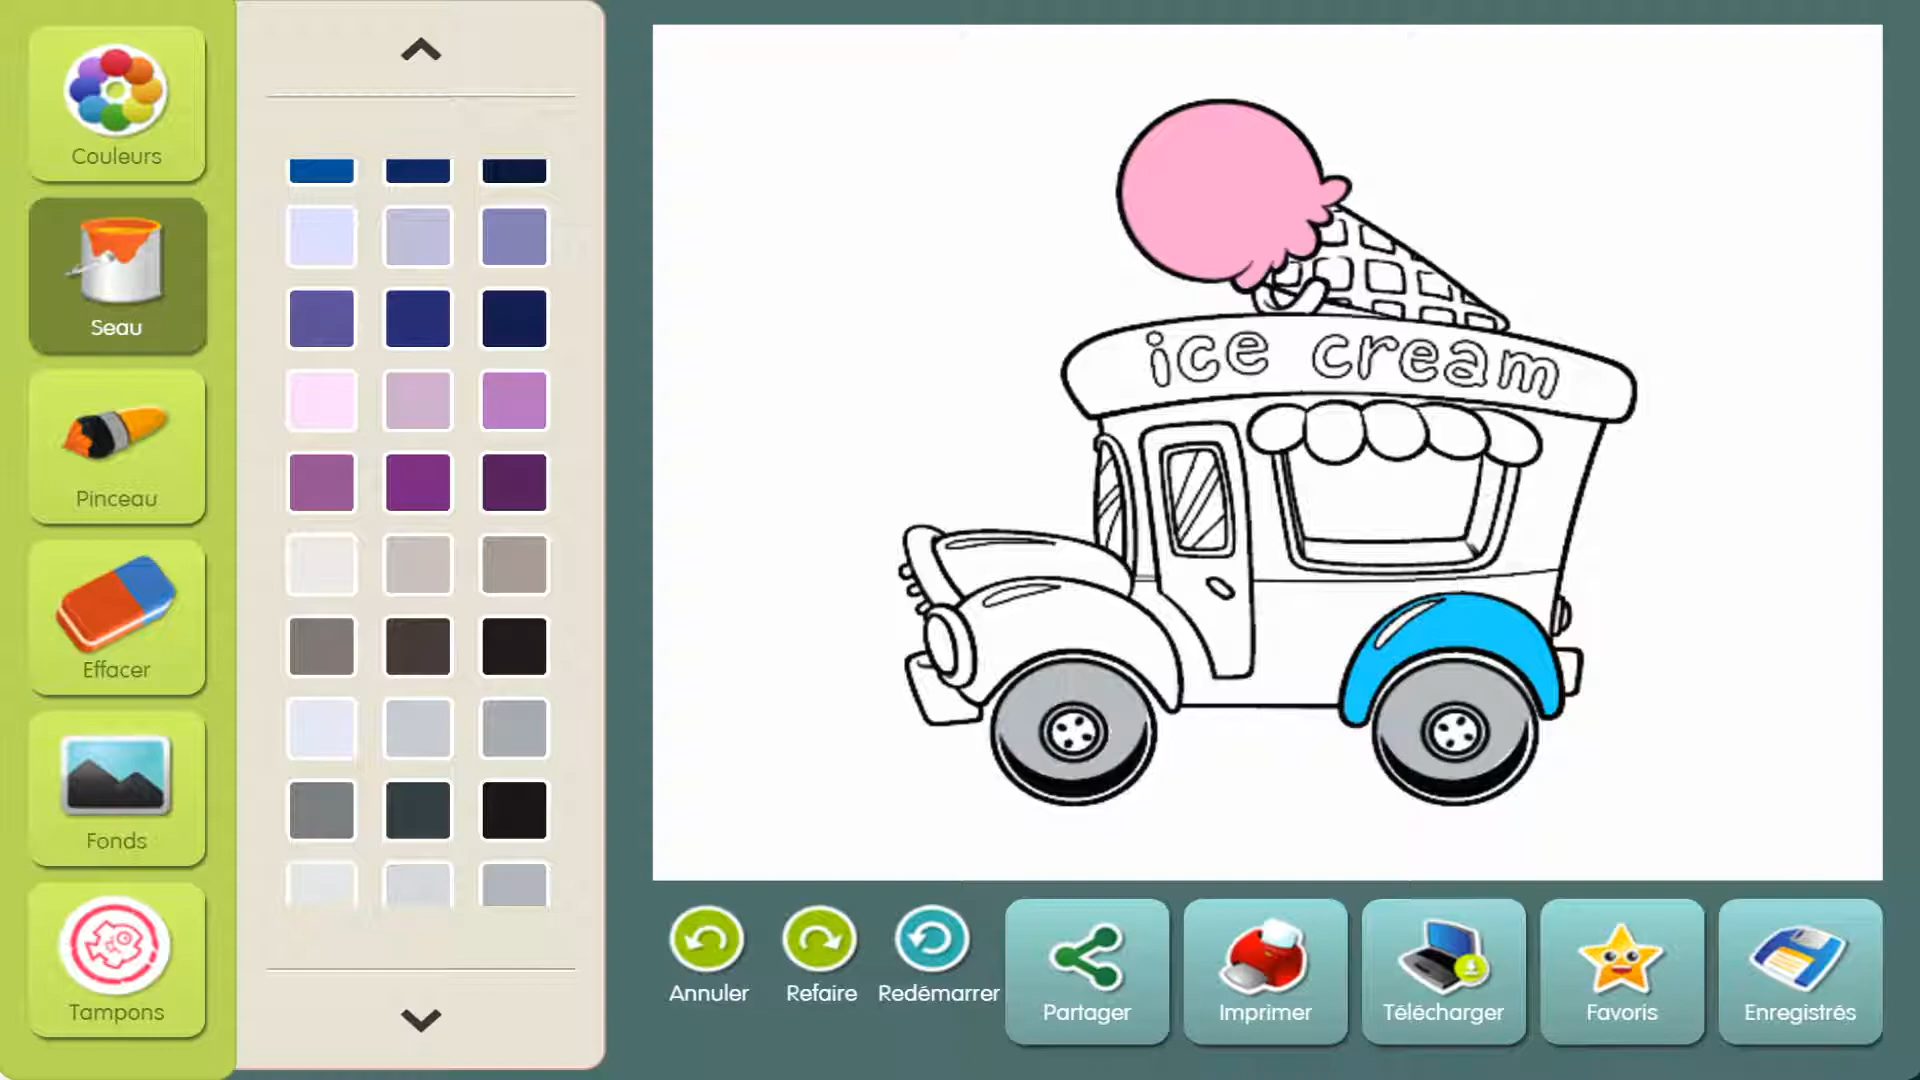 Couleurs
Seau
Pinceau
Effacer
Fonds
Tampons
ice cream
Annuler
Refaire
Redémarrer
Partager
Imprimer
Télécharger
Favoris
Enregistrés